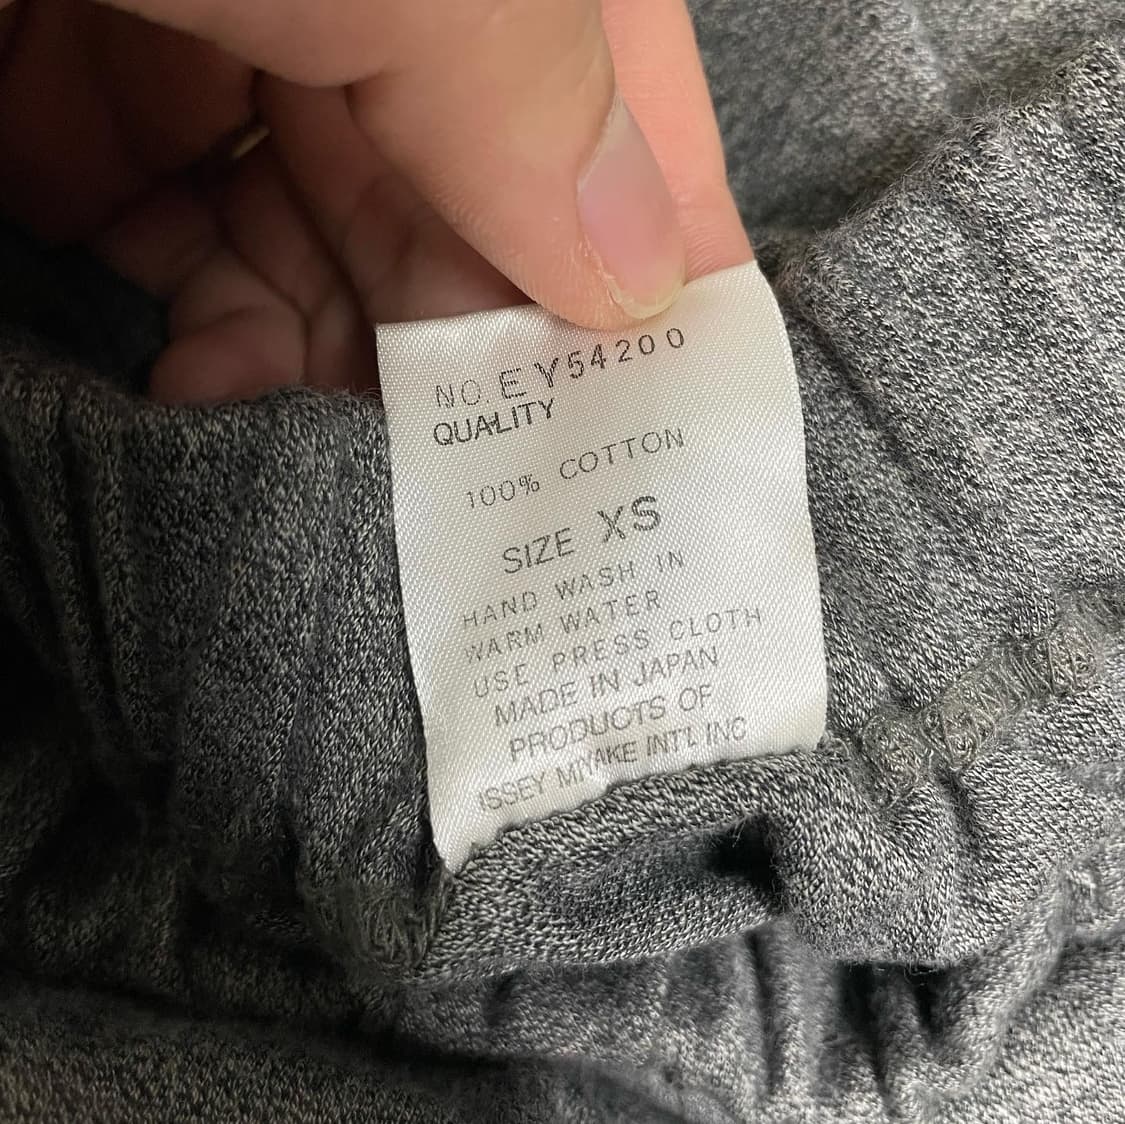 NO. EY54200
QUALITY
100% COTTON
SIZE XS
HAND WASH IN
WARM WATER
USE PRESS CLOTH
MADE IN JAPAN
PRODUCTS OF
ISSEY MIYAKE INT'L INC